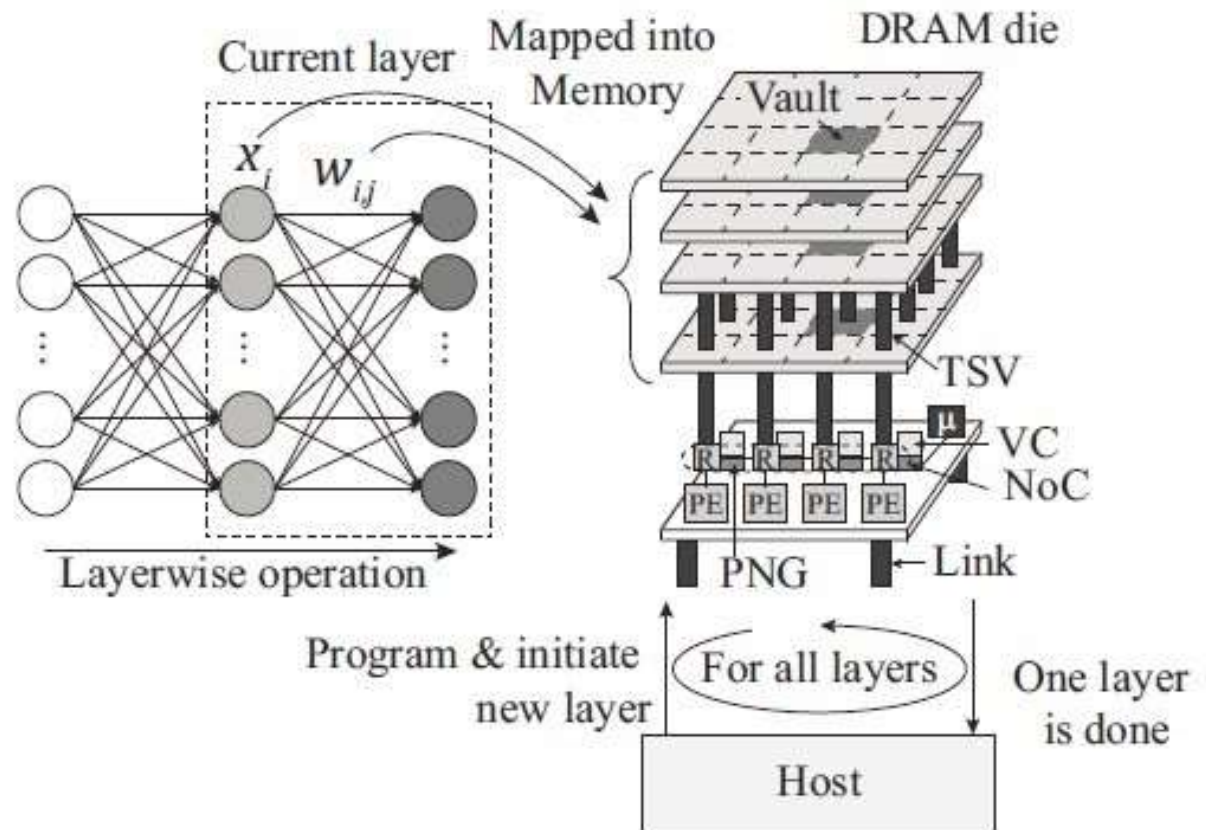 Current layer
Mapped into
Memory
DRAM die
Vault
x_i
w_{i,j}
⋮ ⋮ ⋮
TSV
μ
VC
R R R R
NoC
PE PE PE PE
PNG
Link
Layerwise operation
Program & initiate
new layer
For all layers
One layer
is done
Host